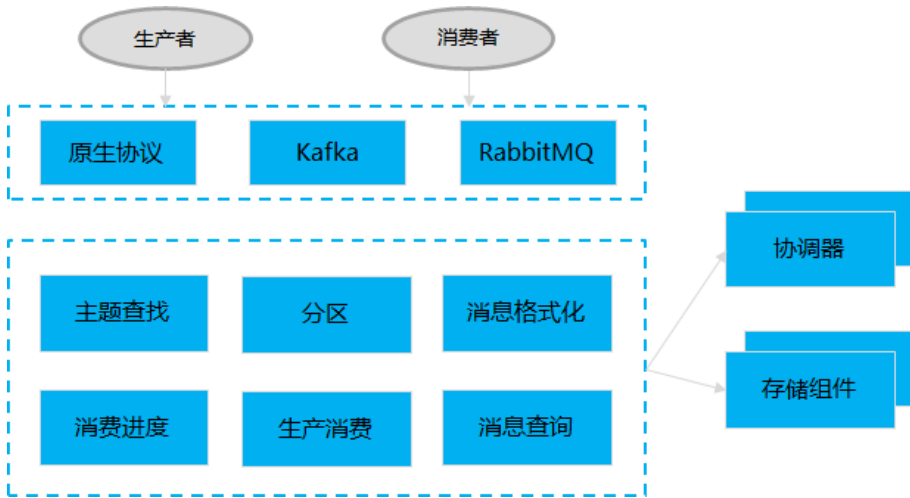 生产者
消费者
原生协议
Kafka
RabbitMQ
主题查找
分区
消息格式化
消费进度
生产消费
消息查询
协调器
存储组件